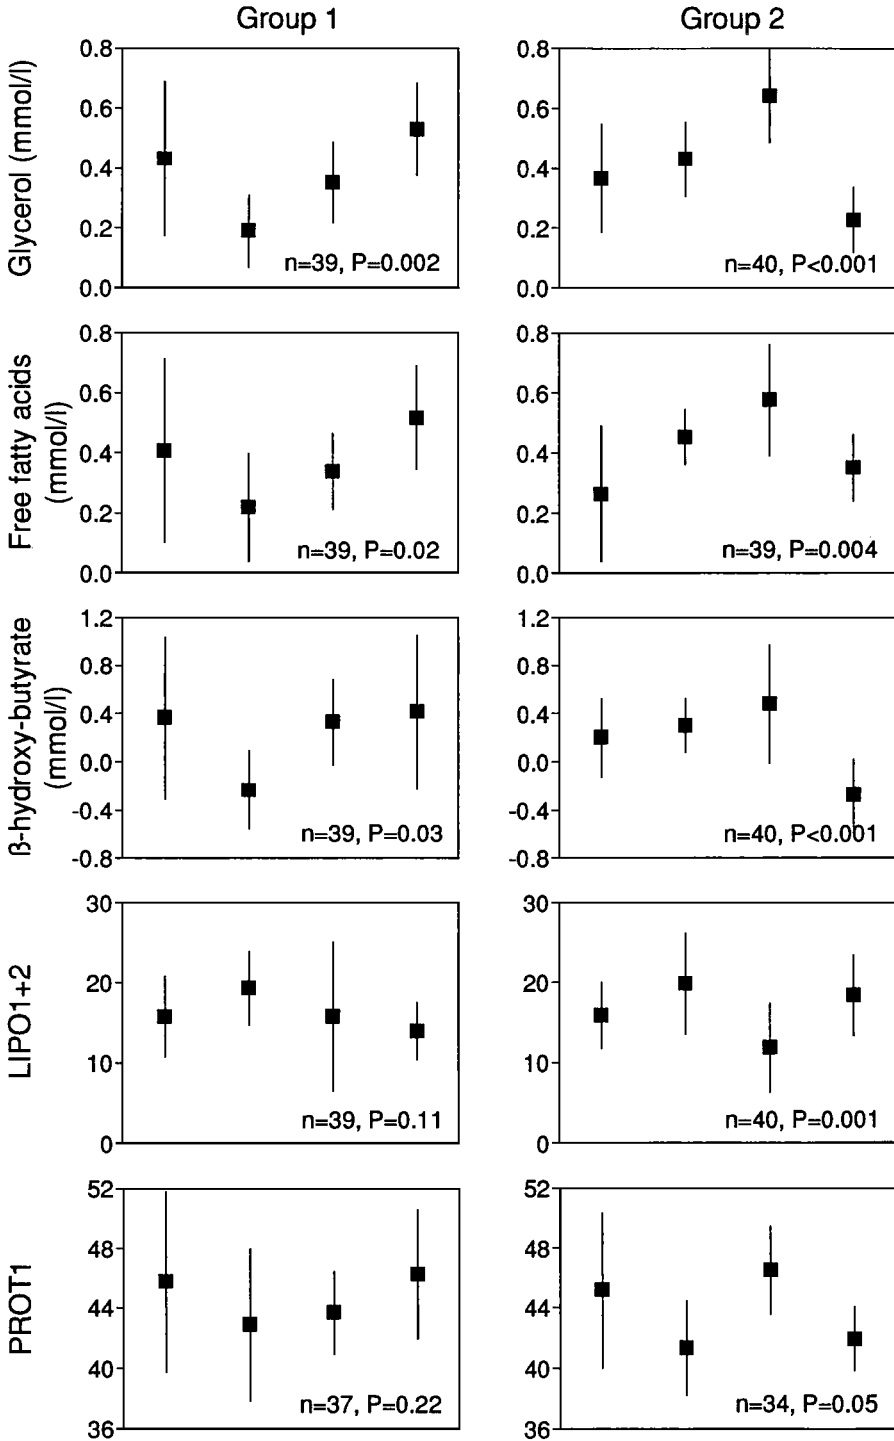 Group 1
Group 2
Glycerol (mmol/l)
0.8
0.6
0.4
0.2
0.0
n=39, P=0.002
0.8
0.6
0.4
0.2
0.0
n=40, P<0.001
Free fatty acids
(mmol/l)
0.8
0.6
0.4
0.2
0.0
n=39, P=0.02
0.8
0.6
0.4
0.2
0.0
n=39, P=0.004
ß-hydroxy-butyrate
(mmol/l)
1.2
0.8
0.4
0.0
-0.4
-0.8
n=39, P=0.03
1.2
0.8
0.4
0.0
-0.4
-0.8
n=40, P<0.001
LIPO1+2
30
20
10
0
n=39, P=0.11
30
20
10
0
n=40, P=0.001
PROT1
52
48
44
40
36
n=37, P=0.22
52
48
44
40
36
n=34, P=0.05